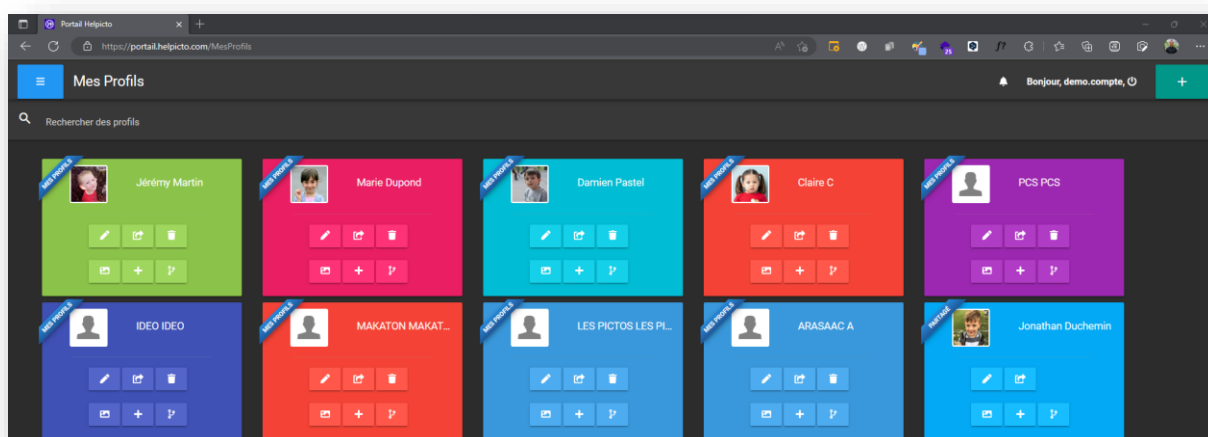 Portail Helpicto
https://portail.helpicto.com/MesProfils
Mes Profils
Bonjour, demo.compte,
Rechercher des profils
MES PROFILS
Jérémy Martin
MES PROFILS
Marie Dupond
MES PROFILS
Damien Pastel
MES PROFILS
Claire C
MES PROFILS
PCS PCS
MES PROFILS
IDEO IDEO
MES PROFILS
MAKATON MAKAT...
MES PROFILS
LES PICTOS LES PI...
MES PROFILS
ARASAAC A
PARTAGÉ
Jonathan Duchemin